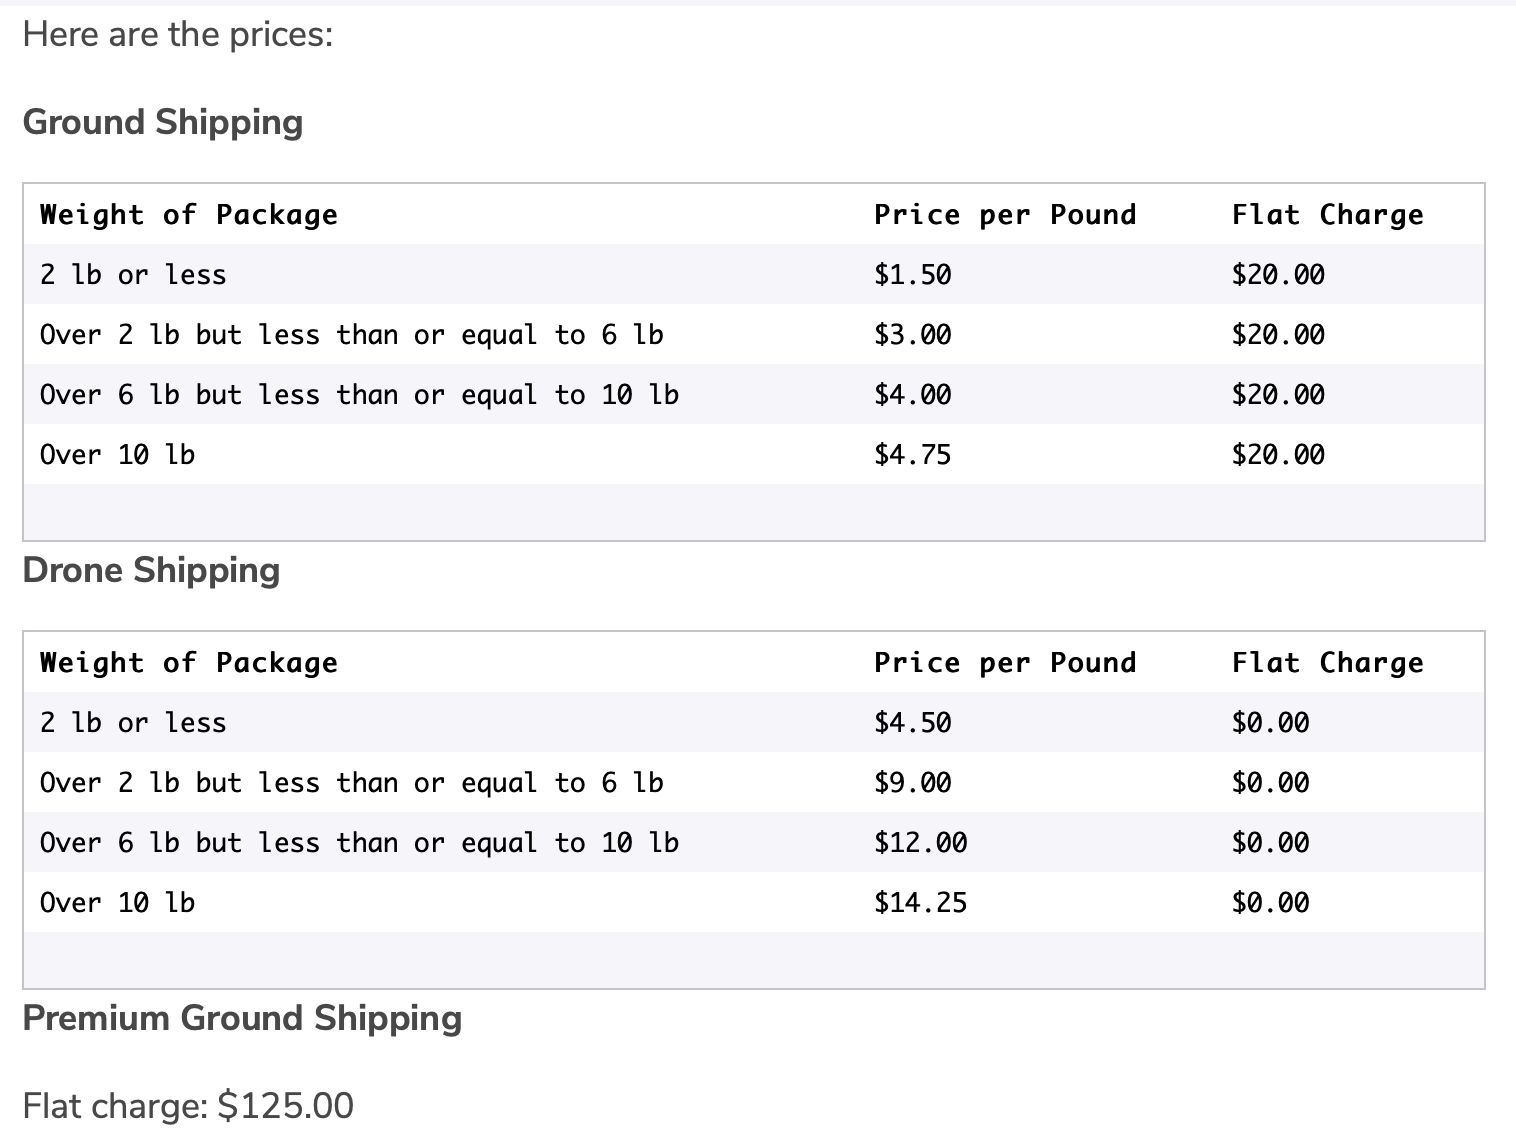 Here are the prices:
Ground Shipping
Weight of Package Price per Pound Flat Charge
2 lb or less $1.50 $20.00
Over 2 lb but less than or equal to 6 lb $3.00 $20.00
Over 6 lb but less than or equal to 10 lb $4.00 $20.00
Over 10 lb $4.75 $20.00
Drone Shipping
Weight of Package Price per Pound Flat Charge
2 lb or less $4.50 $0.00
Over 2 lb but less than or equal to 6 lb $9.00 $0.00
Over 6 lb but less than or equal to 10 lb $12.00 $0.00
Over 10 lb $14.25 $0.00
Premium Ground Shipping
Flat charge: $125.00